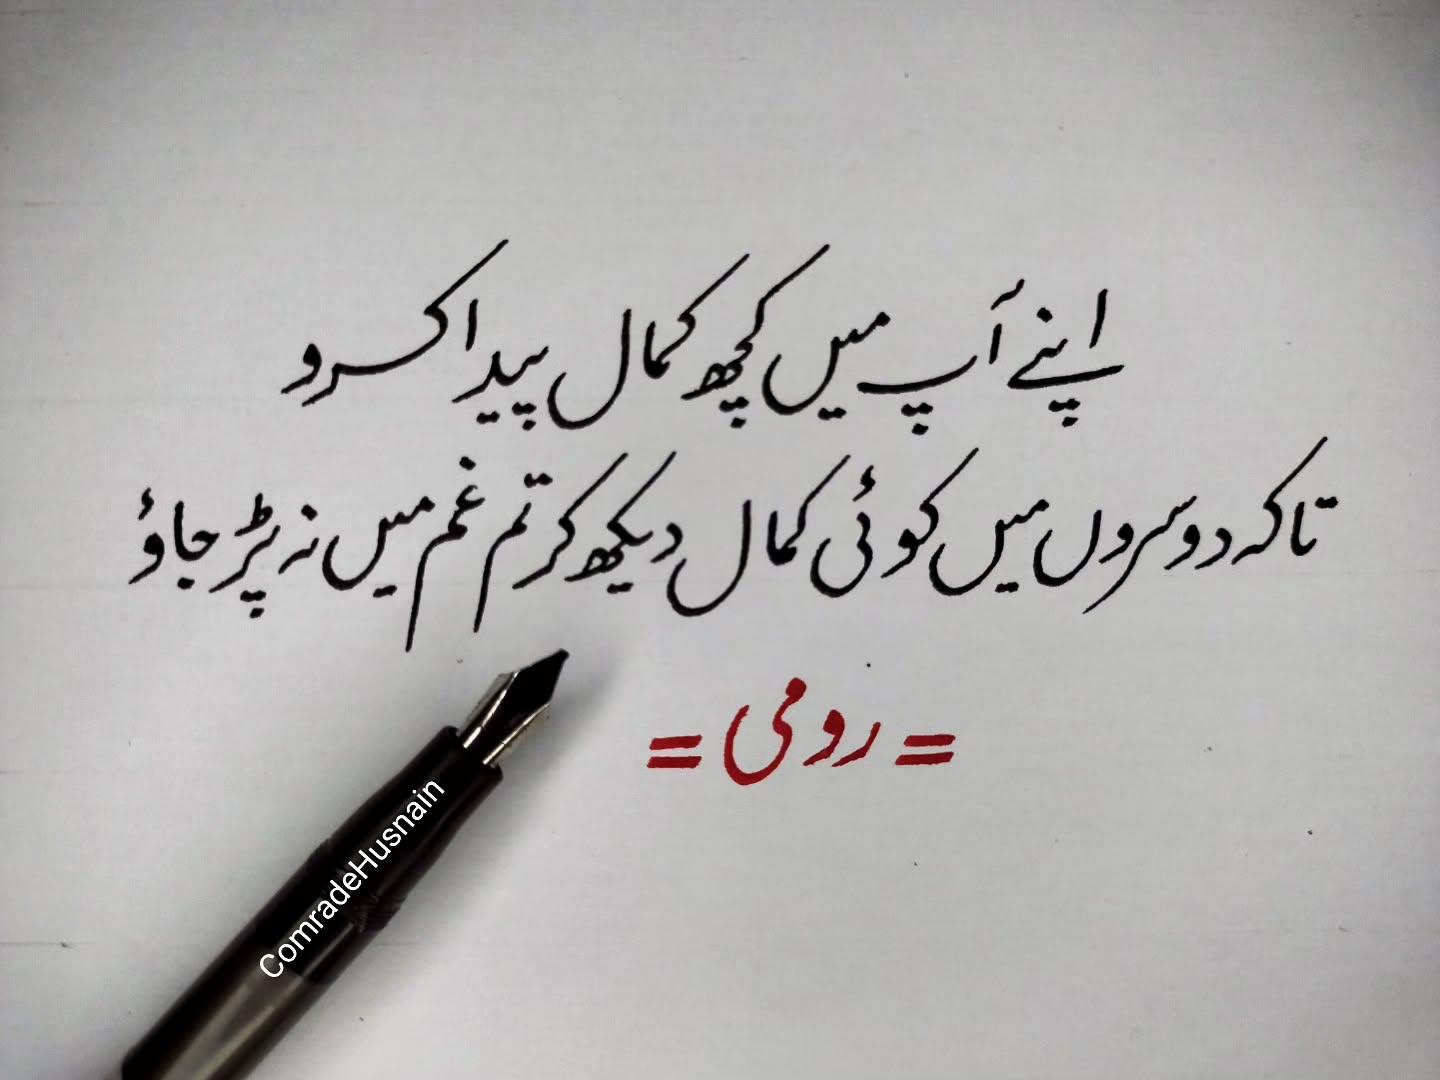 اپنے آپ میں کچھ کمال پیدا کرو
تاکہ دوسروں میں کوئی کمال دیکھ کر تم غم میں نہ پڑ جاؤ
= رومی =
ComradeHusnain